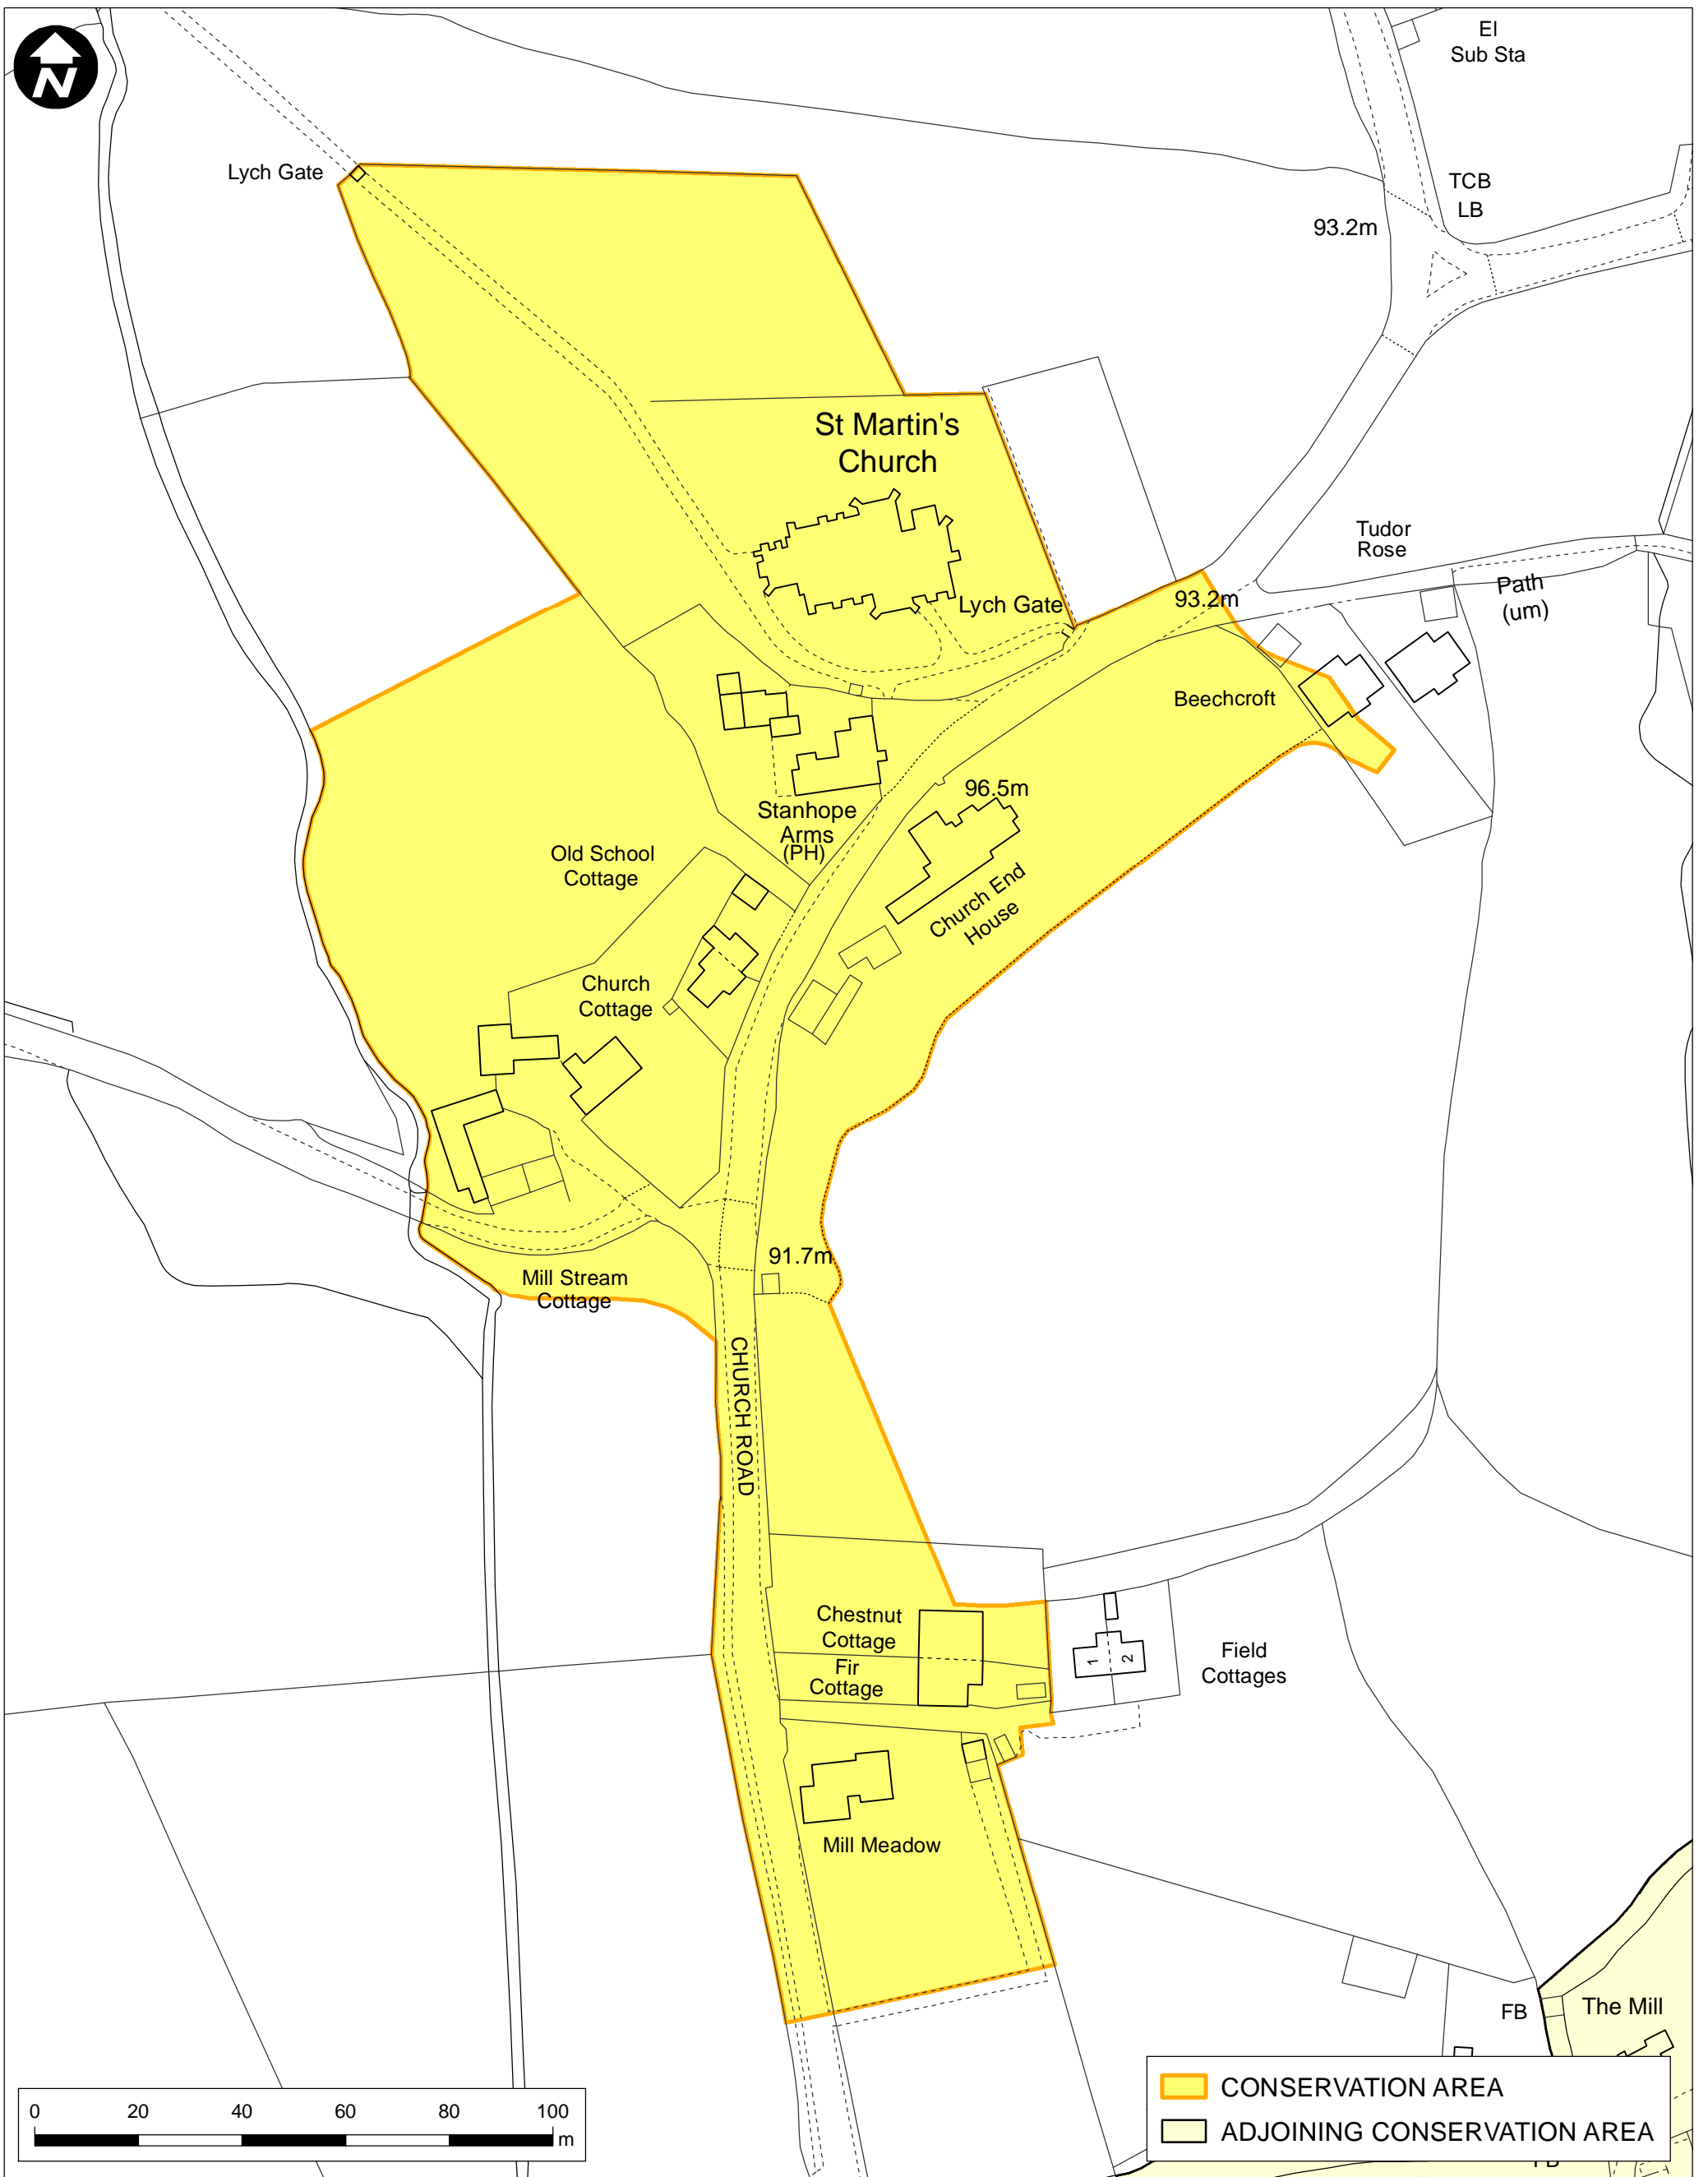 N
El
Sub Sta
Lych Gate
TCB
LB
93.2m
St Martin's
Church
Tudor
Rose
Path
(um)
Lych Gate
93.2m
Beechcroft
96.5m
Stanhope
Arms
(PH)
Old School
Cottage
Church End
House
Church
Cottage
91.7m
Mill Stream
Cottage
CHURCH ROAD
Chestnut
Cottage
Fir
Cottage
1
2
Field
Cottages
Mill Meadow
FB
The Mill
CONSERVATION AREA
ADJOINING CONSERVATION AREA
0 20 40 60 80 100
m